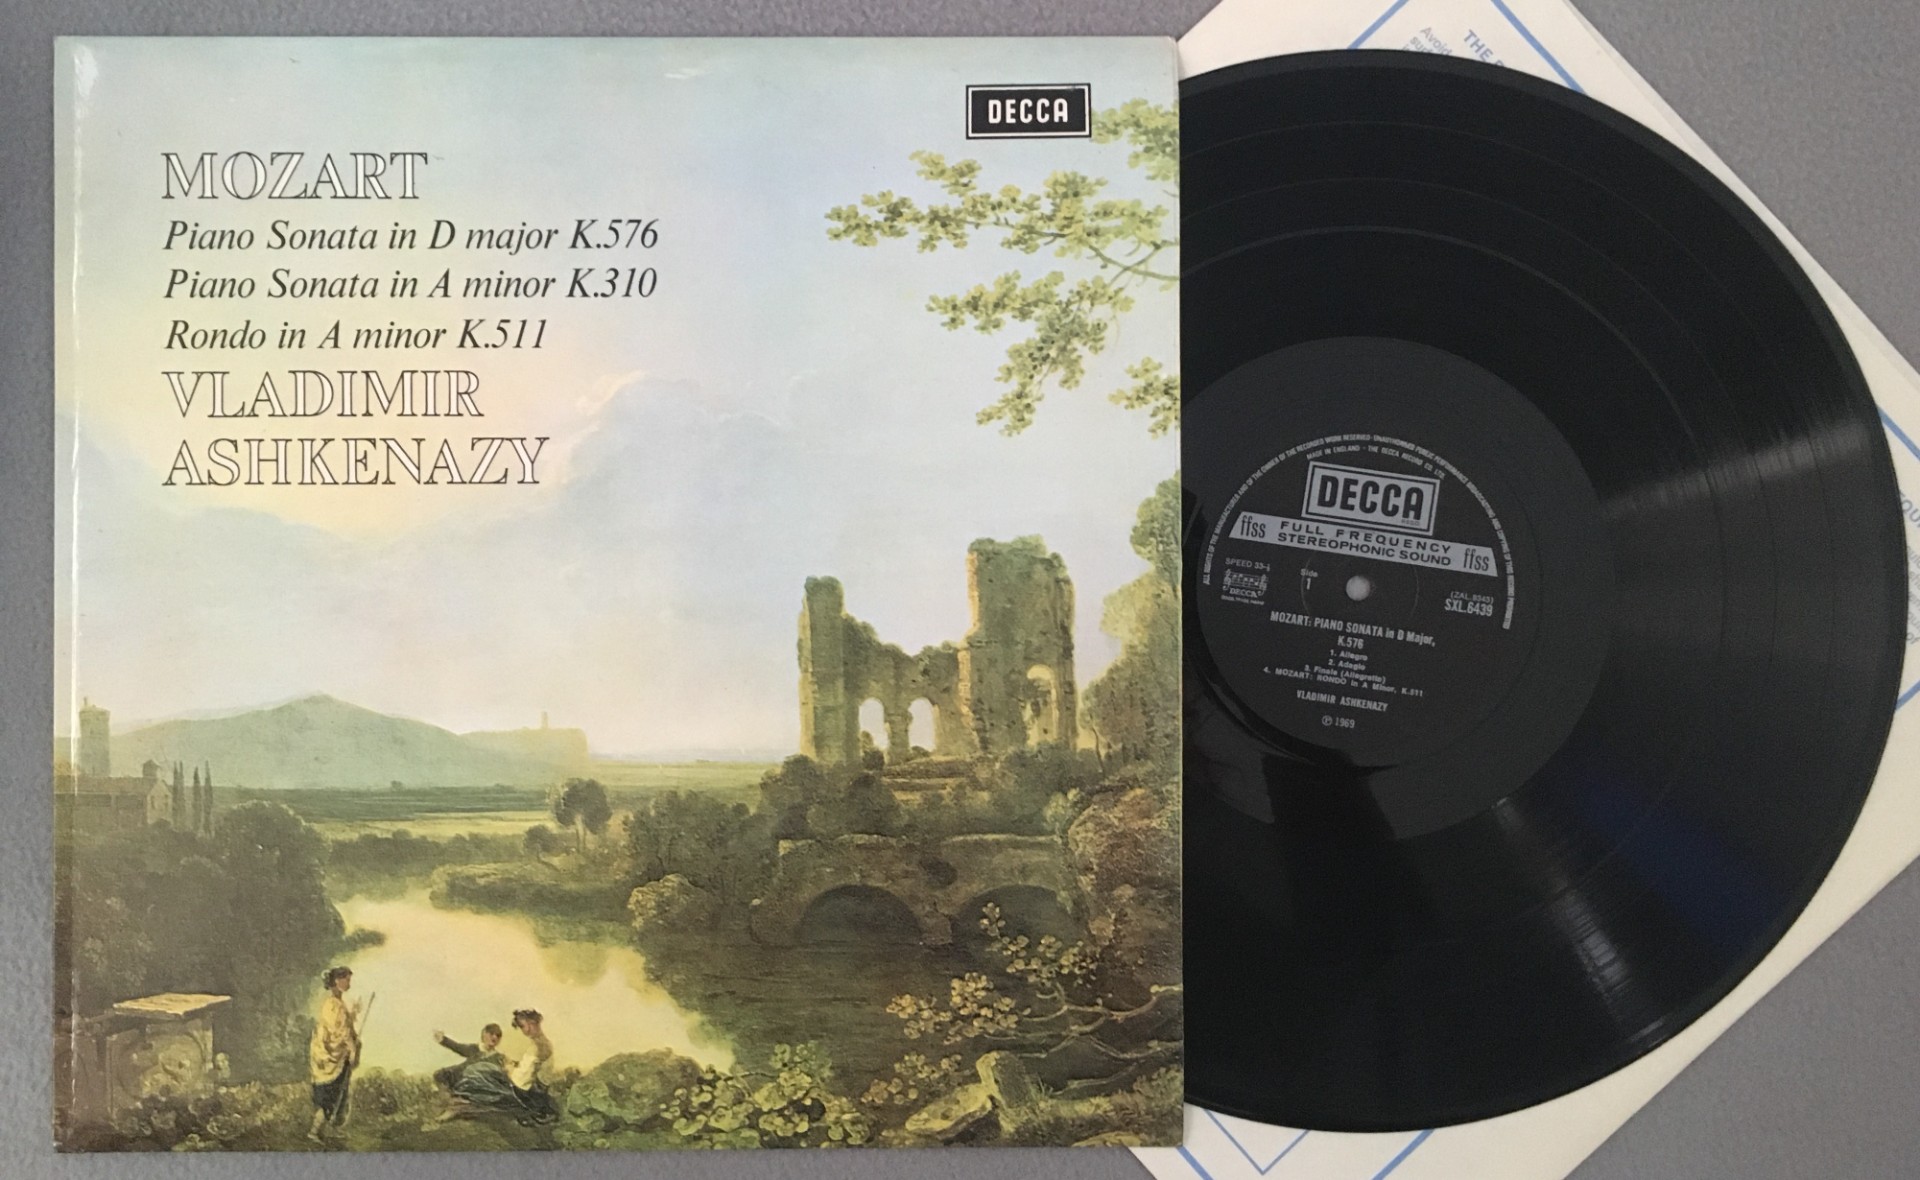 DECCA
MOZART
Piano Sonata in D major K.576
Piano Sonata in A minor K.310
Rondo in A minor K.511
VLADIMIR
ASHKENAZY
THE
Avoid
MADE IN ENGLAND · THE DECCA RECORD CO. LTD.
DECCA
ffss FULL FREQUENCY ffss
STEREOPHONIC SOUND
SPEED 33⅓
DECCA
Side
1
SXL.6439
MOZART: PIANO SONATA in D Major,
K.576
1. Allegro
2. Adagio
3. Finale (Allegretto)
4. MOZART: RONDO in A Minor, K.511
VLADIMIR ASHKENAZY
℗ 1969